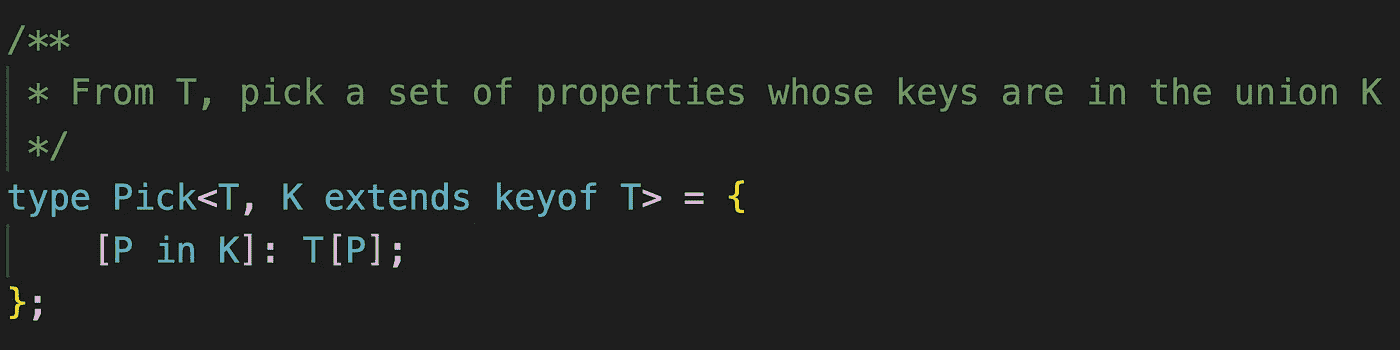 /**
 * From T, pick a set of properties whose keys are in the union K
 */
type Pick<T, K extends keyof T> = {
    [P in K]: T[P];
};